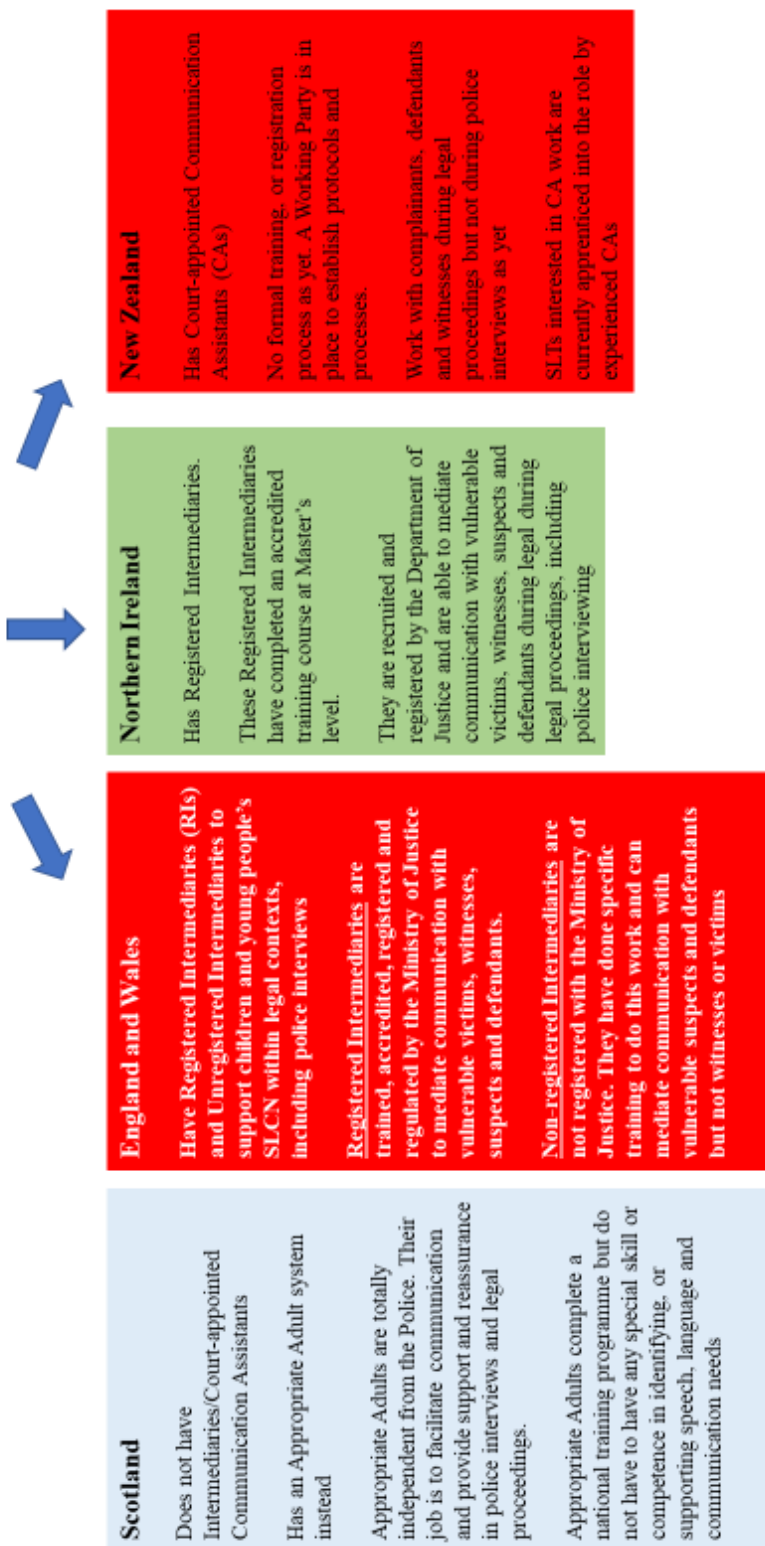 Scotland
Does not have
Intermediaries/Court-appointed
Communication Assistants
Has an Appropriate Adult system
instead
Appropriate Adults are totally
independent from the Police. Their
job is to facilitate communication
and provide support and reassurance
in police interviews and legal
proceedings.
Appropriate Adults complete a
national training programme but do
not have to have any special skill or
competence in identifying, or
supporting speech, language and
communication needs
England and Wales
Have Registered Intermediaries (RIs)
and Unregistered Intermediaries to
support children and young people's
SLCN within legal contexts,
including police interviews
Registered Intermediaries are
trained, accredited, registered and
regulated by the Ministry of Justice
to mediate communication with
vulnerable victims, witnesses,
suspects and defendants.
Non-registered Intermediaries are
not registered with the Ministry of
Justice. They have done specific
training to do this work and can
mediate communication with
vulnerable suspects and defendants
but not witnesses or victims
Northern Ireland
Has Registered Intermediaries.
These Registered Intermediaries
have completed an accredited
training course at Master's
level.
They are recruited and
registered by the Department of
Justice and are able to mediate
communication with vulnerable
victims, witnesses, suspects and
defendants during legal during
legal proceedings, including
police interviewing
New Zealand
Has Court-appointed Communication
Assistants (CAs)
No formal training, or registration
process as yet. A Working Party is in
place to establish protocols and
processes.
Work with complainants, defendants
and witnesses during legal
proceedings but not during police
interviews as yet
SLTs interested in CA work are
currently apprenticed into the role by
experienced CAs